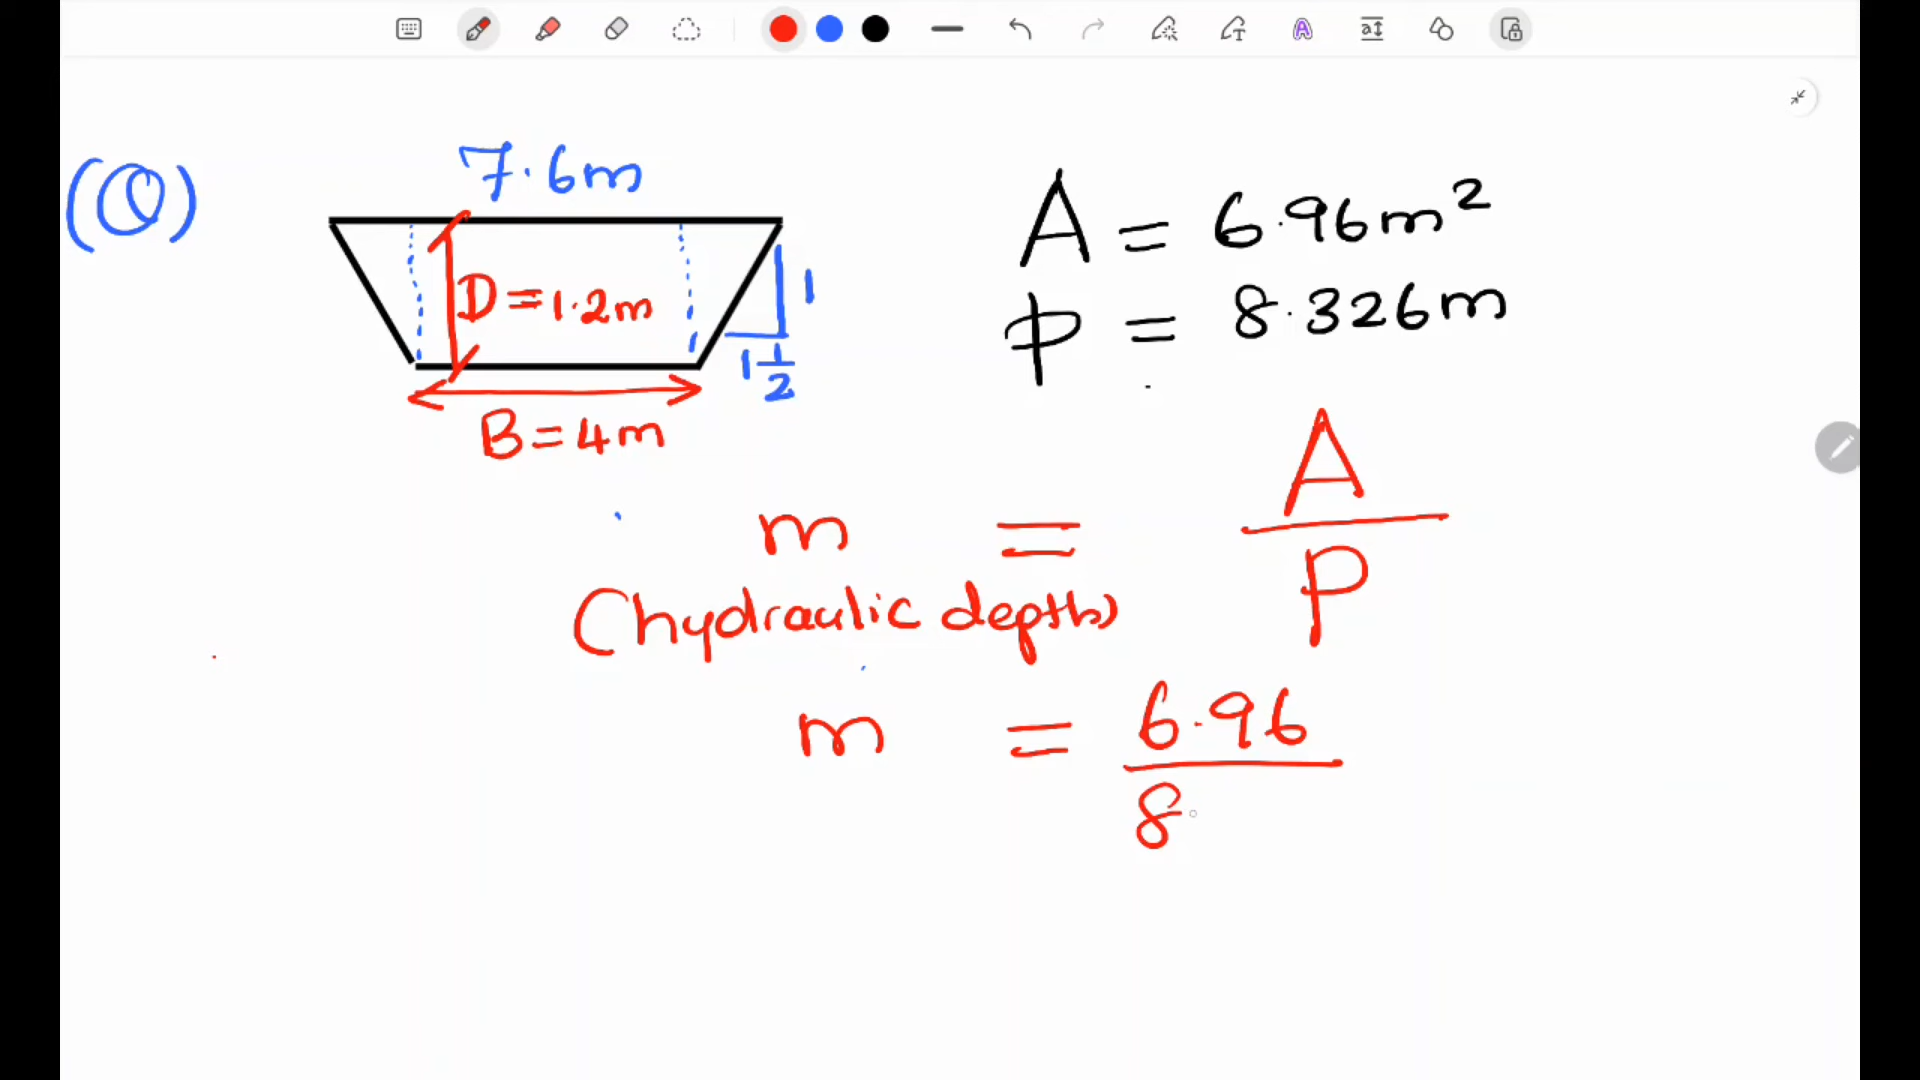 (Q)
7.6m
D=1.2m
1
1 1/2
B=4m
A = 6.96m²
P = 8.326m
m = A/P
(hydraulic depth)
m = 6.96/8